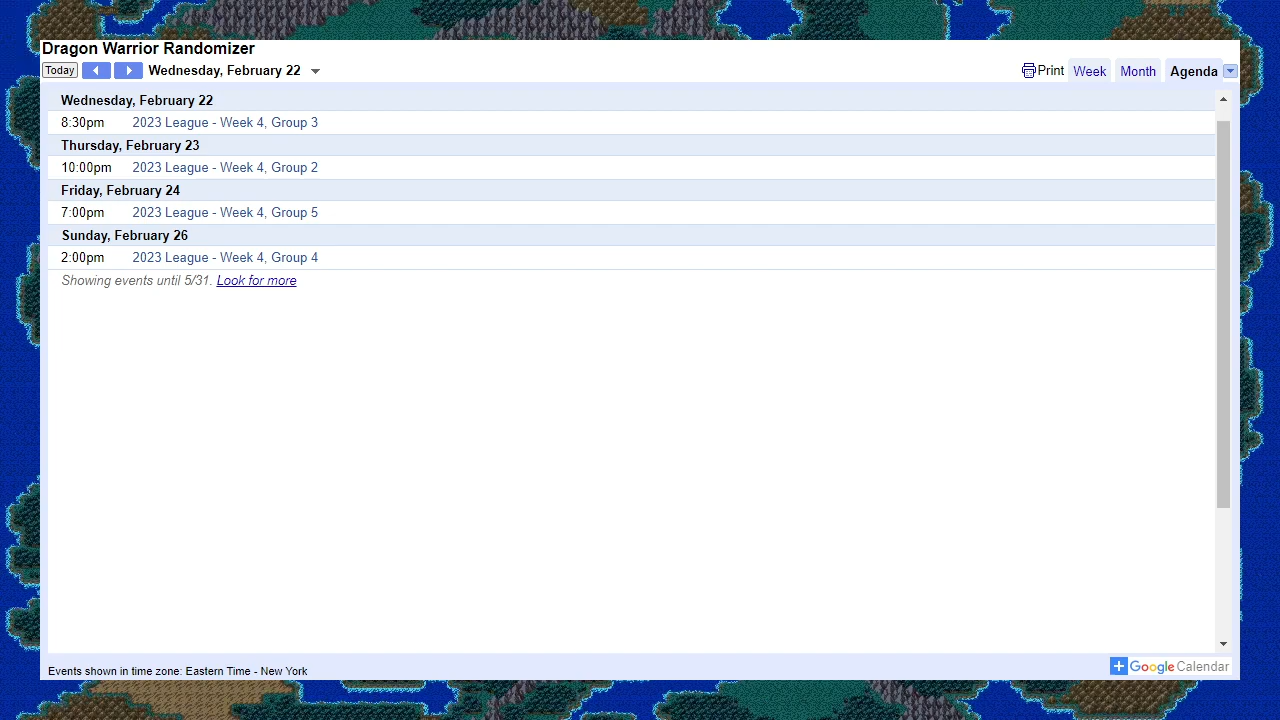 Dragon Warrior Randomizer
Today Wednesday, February 22 Print Week Month Agenda
Wednesday, February 22
8:30pm 2023 League - Week 4, Group 3
Thursday, February 23
10:00pm 2023 League - Week 4, Group 2
Friday, February 24
7:00pm 2023 League - Week 4, Group 5
Sunday, February 26
2:00pm 2023 League - Week 4, Group 4
Showing events until 5/31. Look for more
Events shown in time zone: Eastern Time - New York
Google Calendar